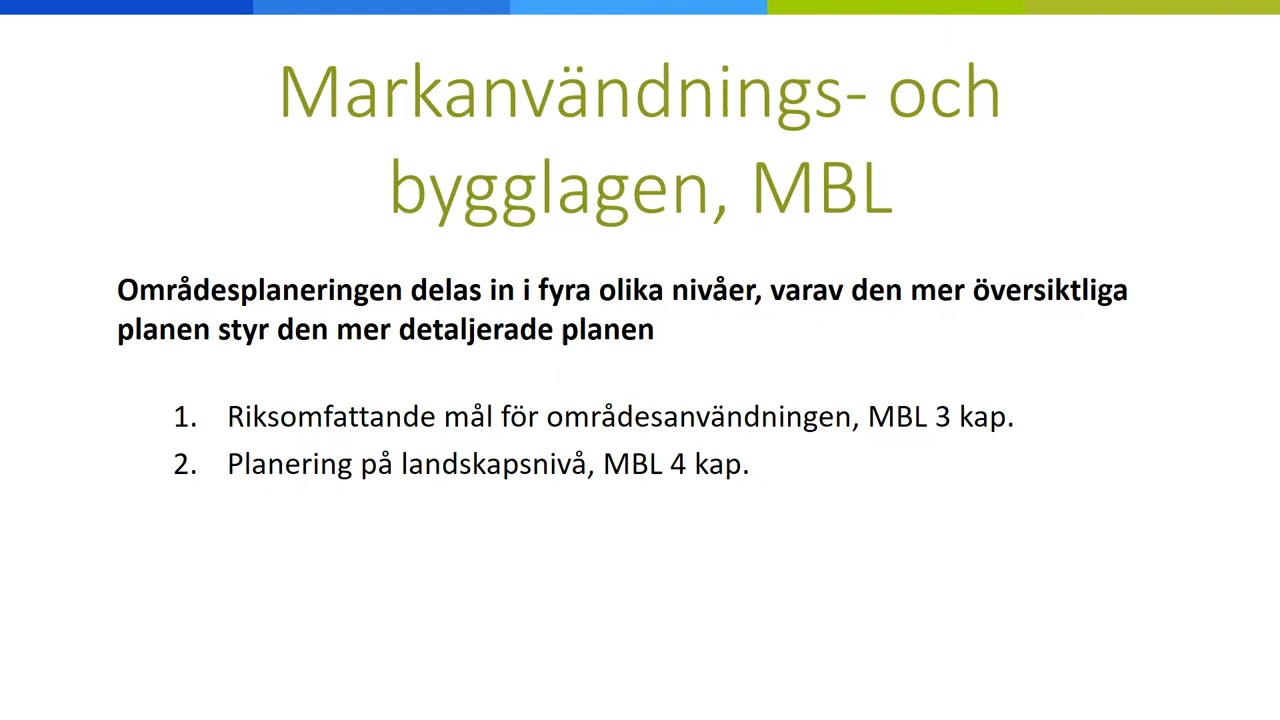 Markanvändnings- och
bygglagen, MBL
Områdesplaneringen delas in i fyra olika nivåer, varav den mer översiktliga
planen styr den mer detaljerade planen
1. Riksomfattande mål för områdesanvändningen, MBL 3 kap.
2. Planering på landskapsnivå, MBL 4 kap.